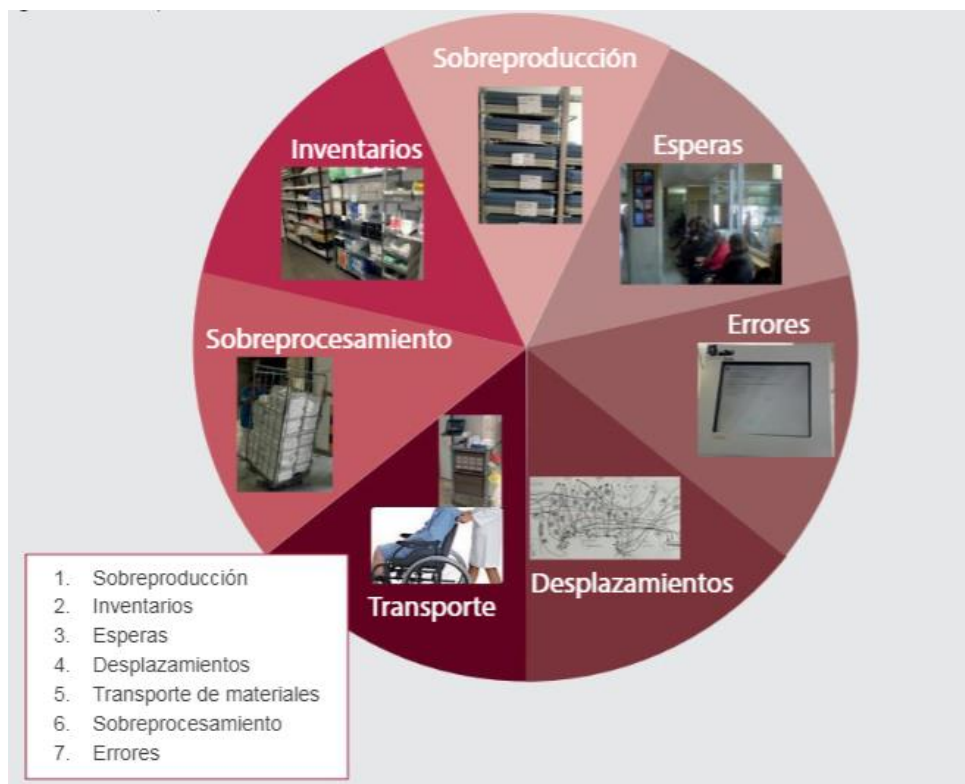 Sobreproducción
Inventarios
Esperas
Sobreprocesamiento
Errores
Transporte
Desplazamientos
1. Sobreproducción
2. Inventarios
3. Esperas
4. Desplazamientos
5. Transporte de materiales
6. Sobreprocesamiento
7. Errores